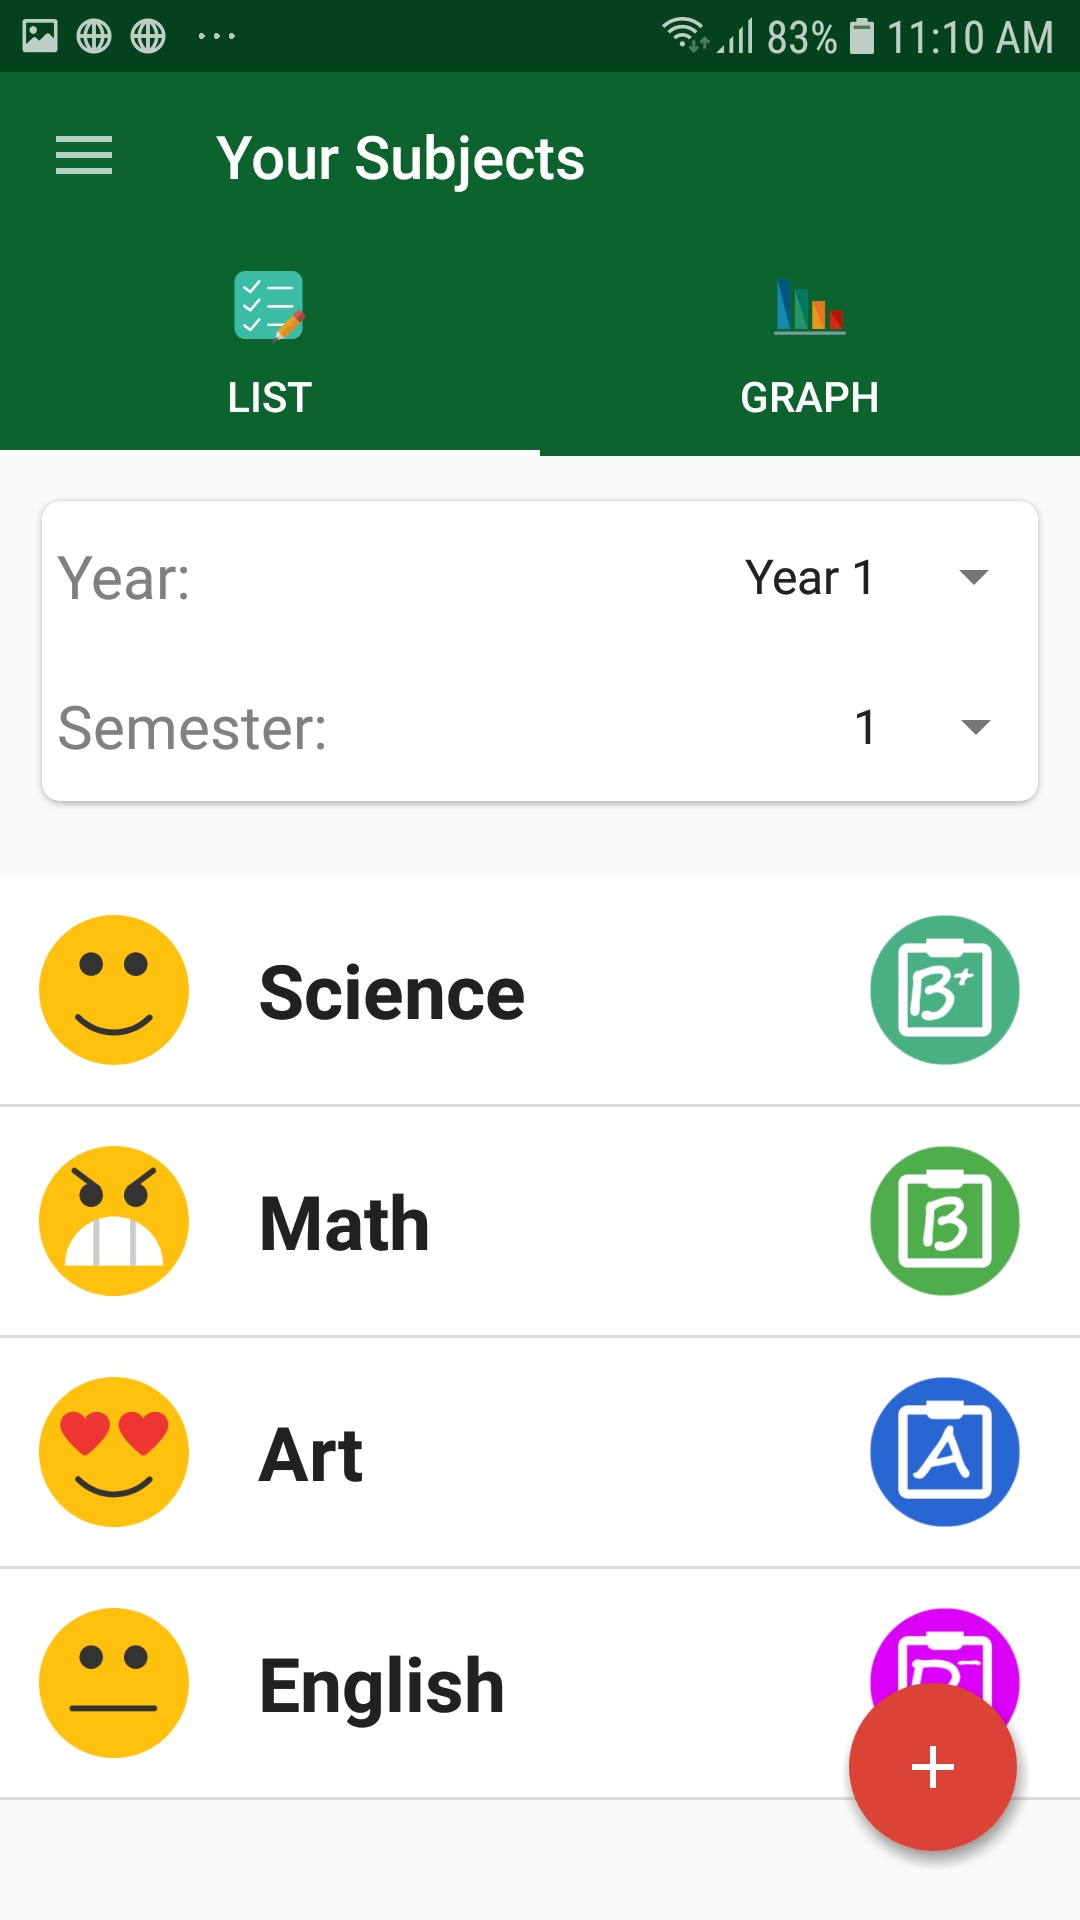 83% 11:10 AM
Your Subjects
LIST GRAPH
Year: Year 1
Semester: 1
Science B+
Math B
Art A
English
+